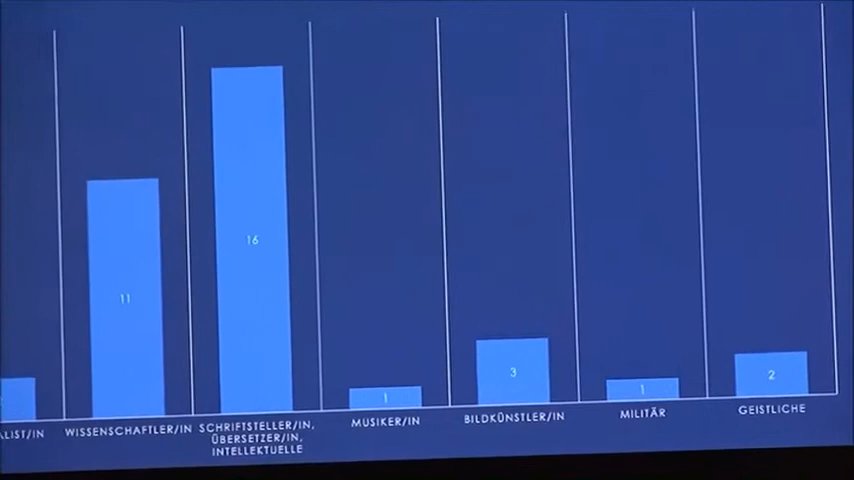 16
11
3
2
1
1
ALIST/IN
WISSENSCHAFTLER/IN
SCHRIFTSTELLER/IN,
ÜBERSETZER/IN,
INTELLEKTUELLE
MUSIKER/IN
BILDKÜNSTLER/IN
MILITÄR
GEISTLICHE